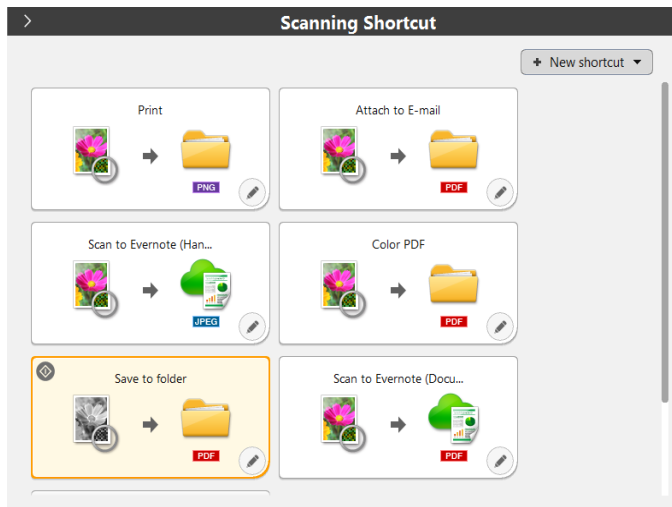 Scanning Shortcut
+ New shortcut
Print
PNG
Attach to E-mail
PDF
Scan to Evernote (Han...
JPEG
Color PDF
PDF
Save to folder
PDF
Scan to Evernote (Docu...
PDF